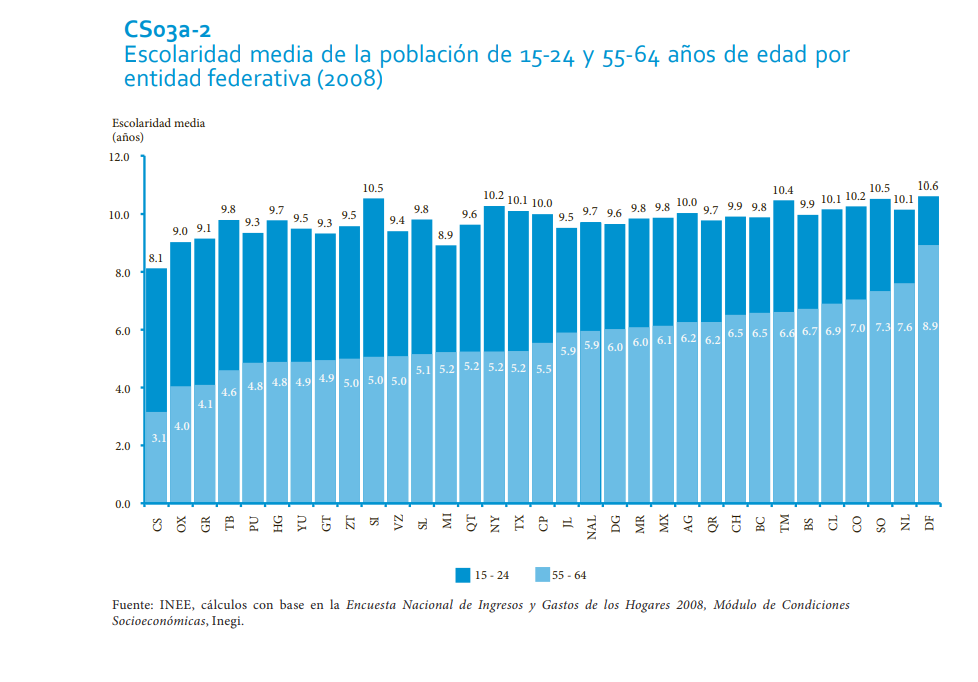 CS03a-2
Escolaridad media de la población de 15-24 y 55-64 años de edad por
entidad federativa (2008)
Escolaridad media
(años)
12.0
10.0
8.0
6.0
4.0
2.0
0.0
8.1 9.0 9.1 9.8 9.3 9.7 9.5 9.3 9.5 10.5 9.4 9.8 8.9 9.6 10.2 10.1 10.0 9.5 9.7 9.6 9.8 9.8 10.0 9.7 9.9 9.8 10.4 9.9 10.1 10.2 10.5 10.1 10.6
3.1 4.0 4.1 4.6 4.8 4.8 4.9 4.9 5.0 5.0 5.0 5.1 5.2 5.2 5.2 5.2 5.5 5.9 5.9 6.0 6.0 6.1 6.2 6.2 6.5 6.5 6.6 6.7 6.9 7.0 7.3 7.6 8.9
CS OX GR TB PU HG YU GT ZT SI VZ SL MI QT NY TX CP JL NAL DG MR MX AG QR CH BC TM BS CL CO SO NL DF
15 - 24 55 - 64
Fuente: INEE, cálculos con base en la Encuesta Nacional de Ingresos y Gastos de los Hogares 2008, Módulo de Condiciones
Socioeconómicas, Inegi.